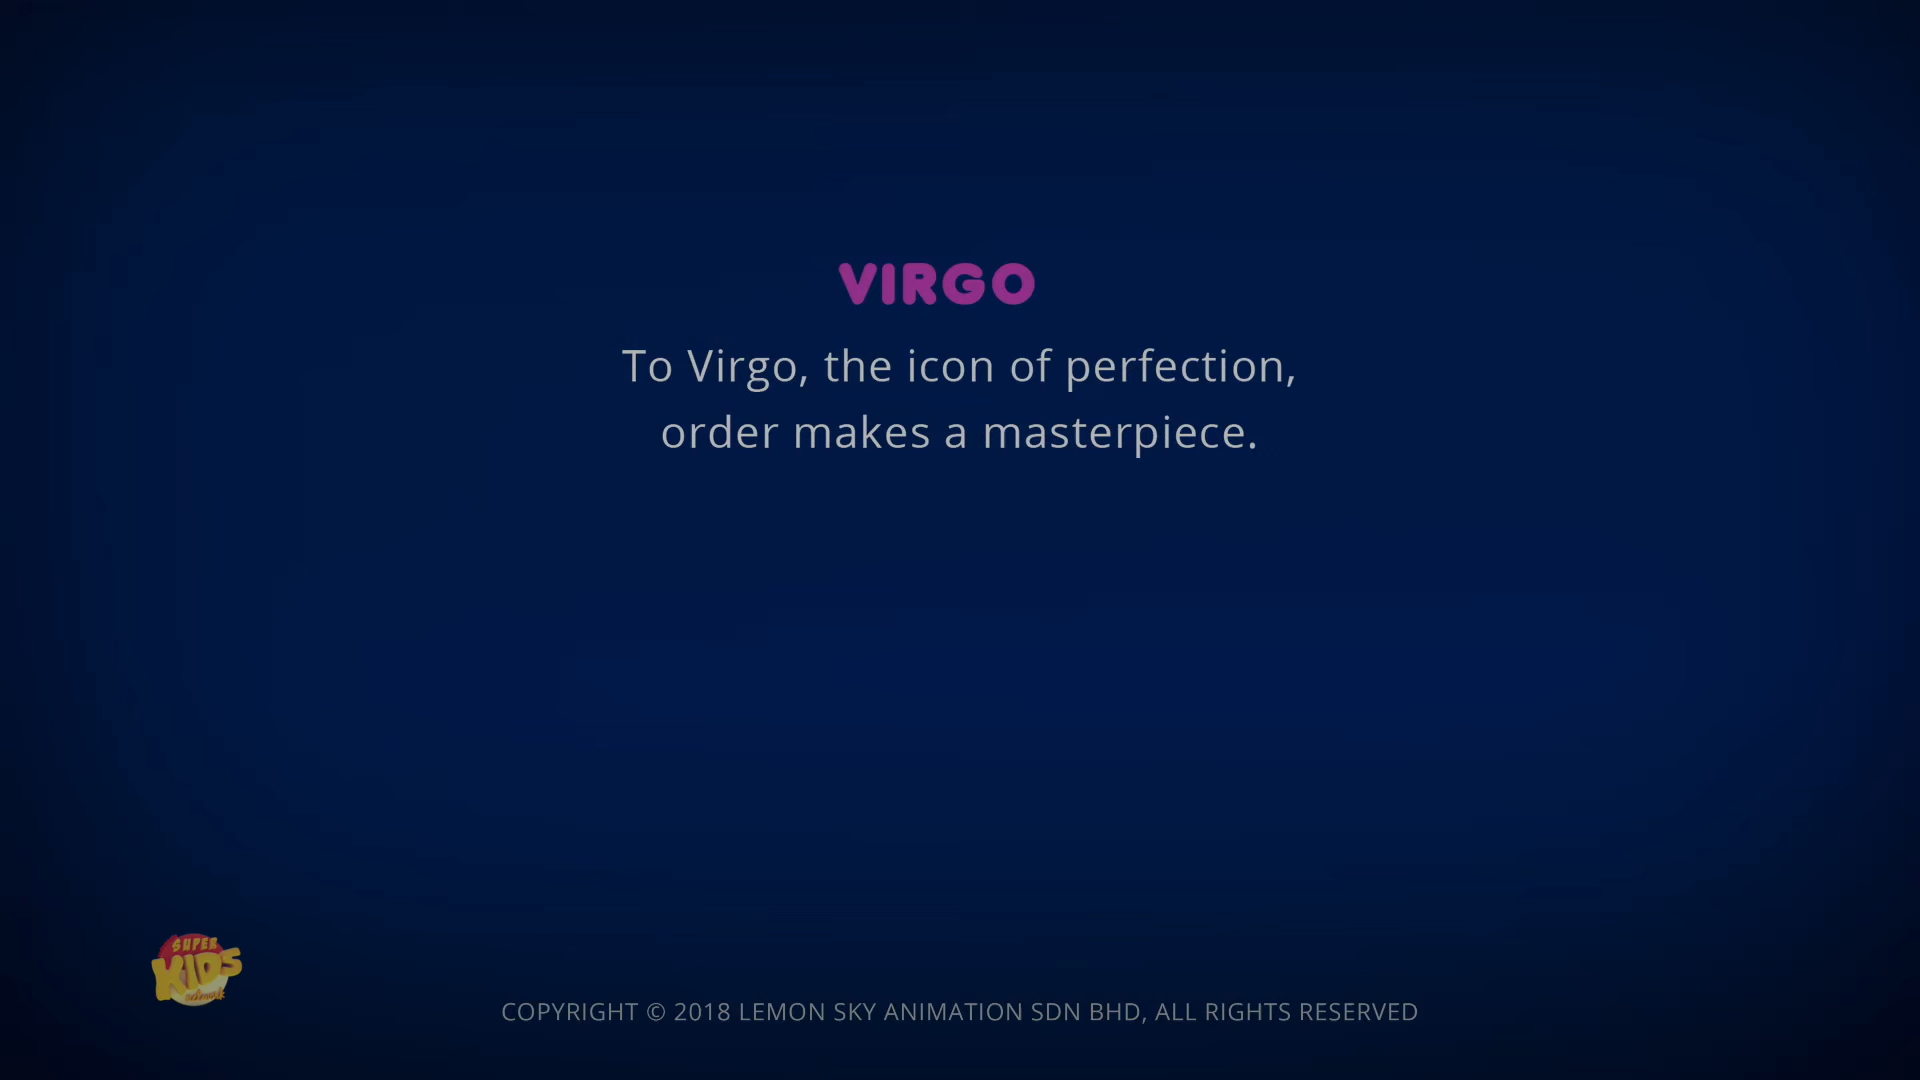 VIRGO
To Virgo, the icon of perfection,
order makes a masterpiece.
SUPER
KIDS
network
COPYRIGHT © 2018 LEMON SKY ANIMATION SDN BHD, ALL RIGHTS RESERVED